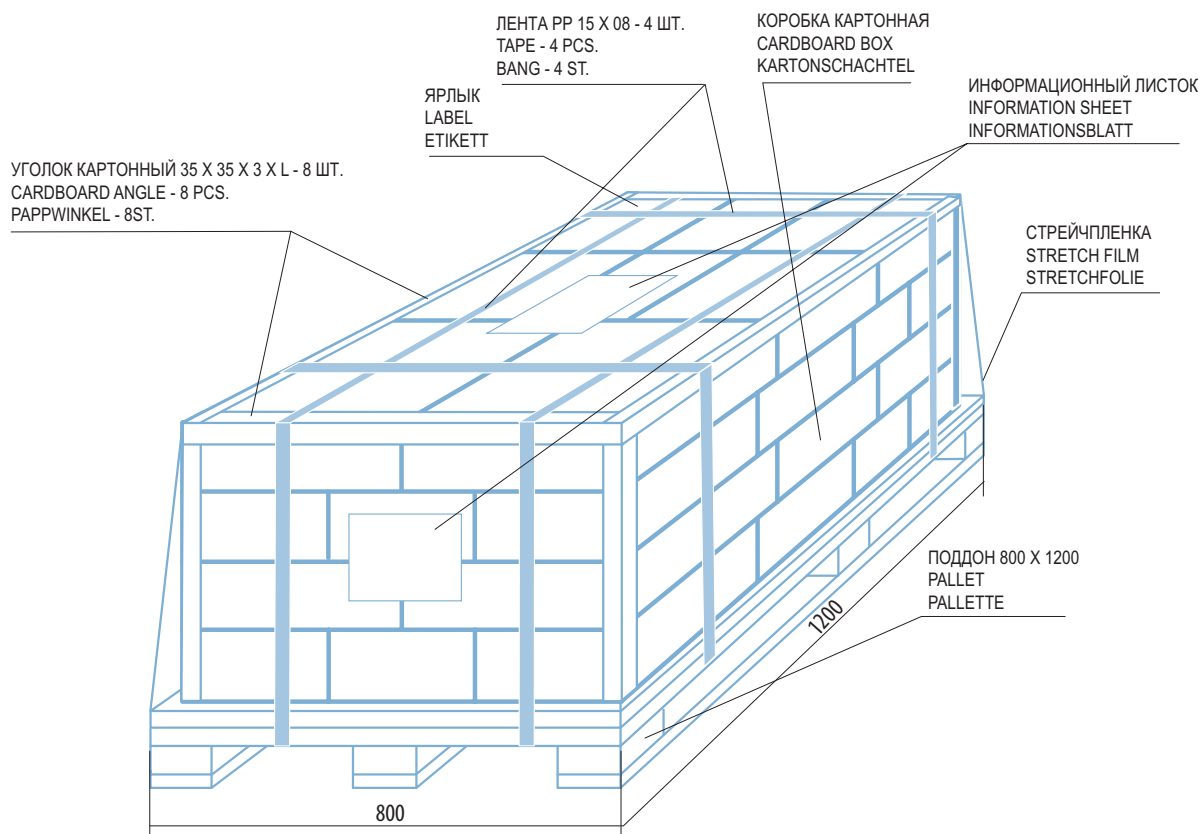 ЛЕНТА PP 15 X 08 - 4 ШТ.
TAPE - 4 PCS.
BANG - 4 ST.
КОРОБКА КАРТОННАЯ
CARDBOARD BOX
KARTONSCHACHTEL
ИНФОРМАЦИОННЫЙ ЛИСТОК
INFORMATION SHEET
INFORMATIONSBLATT
ЯРЛЫК
LABEL
ETIKETT
УГОЛОК КАРТОННЫЙ 35 X 35 X 3 X L - 8 ШТ.
CARDBOARD ANGLE - 8 PCS.
PAPPWINKEL - 8ST.
СТРЕЙЧПЛЕНКА
STRETCH FILM
STRETCHFOLIE
ПОДДОН 800 X 1200
PALLET
PALLETTE
1200
800